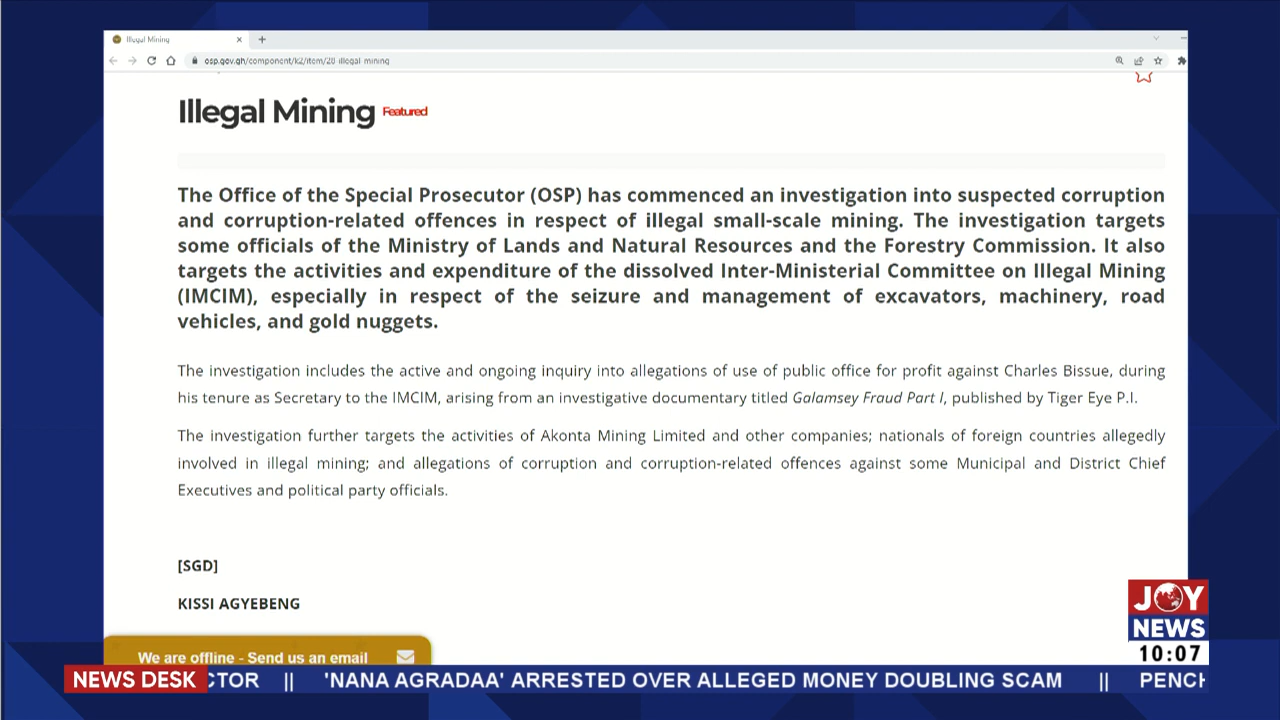 Illegal Mining
osp.gov.gh/component/k2/item/28-illegal-mining
Illegal Mining Featured
The Office of the Special Prosecutor (OSP) has commenced an investigation into suspected corruption
and corruption-related offences in respect of illegal small-scale mining. The investigation targets
some officials of the Ministry of Lands and Natural Resources and the Forestry Commission. It also
targets the activities and expenditure of the dissolved Inter-Ministerial Committee on Illegal Mining
(IMCIM), especially in respect of the seizure and management of excavators, machinery, road
vehicles, and gold nuggets.
The investigation includes the active and ongoing inquiry into allegations of use of public office for profit against Charles Bissue, during
his tenure as Secretary to the IMCIM, arising from an investigative documentary titled Galamsey Fraud Part I, published by Tiger Eye P.I.
The investigation further targets the activities of Akonta Mining Limited and other companies; nationals of foreign countries allegedly
involved in illegal mining; and allegations of corruption and corruption-related offences against some Municipal and District Chief
Executives and political party officials.
[SGD]
KISSI AGYEBENG
We are offline - Send us an email
JOY
NEWS
10:07
NEWS DESK CTOR || 'NANA AGRADAA' ARRESTED OVER ALLEGED MONEY DOUBLING SCAM || PENCH